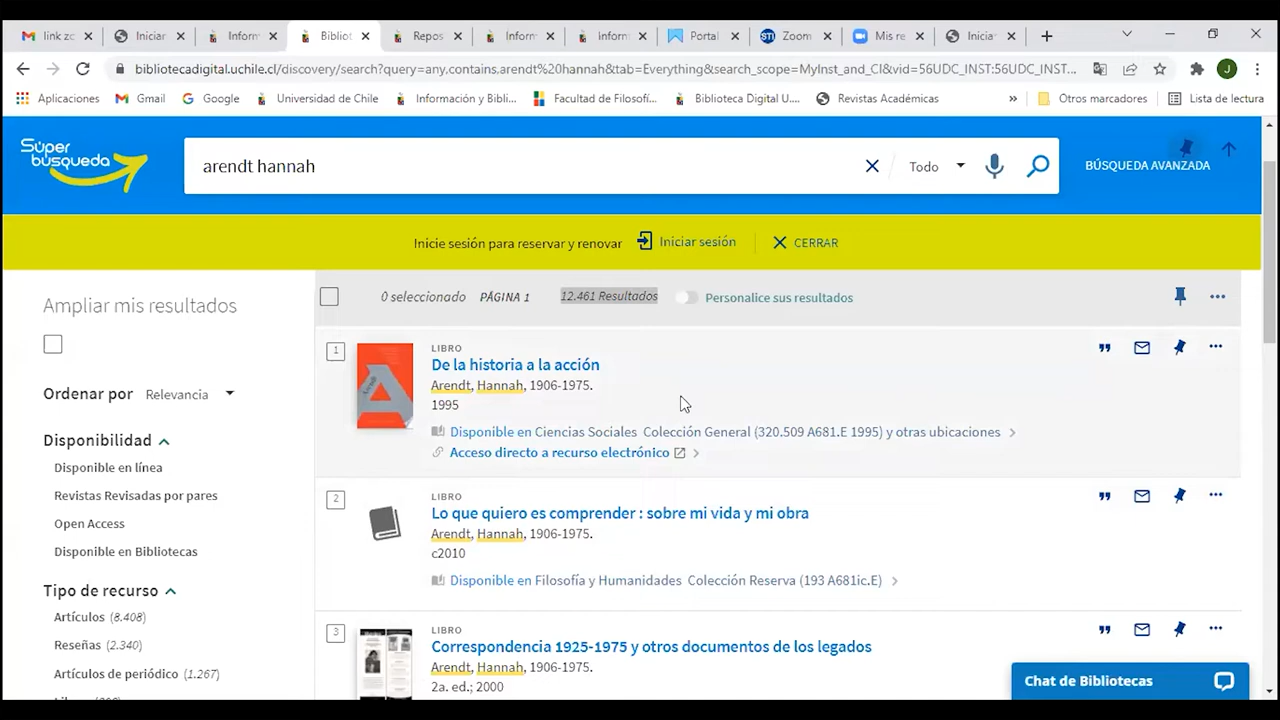 link zc
Iniciar
Inform
Bibliot
Repos
Inform
inform
Portal
STI Zoom
Mis re
Inicia
bibliotecadigital.uchile.cl/discovery/search?query=any.contains.arendt%20hannah&tab=Everything&search_scope=MyInst_and_CI&vid=56UDC_INST:56UDC_INST...
J
Aplicaciones
Gmail
Google
Universidad de Chile
Información y Bibli...
Facultad de Filosofí...
Biblioteca Digital U....
Revistas Académicas
»
Otros marcadores
Lista de lectura
Súper
búsqueda
arendt hannah
Todo
BÚSQUEDA AVANZADA
Inicie sesión para reservar y renovar
Iniciar sesión
CERRAR
Ampliar mis resultados
0 seleccionado PÁGINA 1 12.461 Resultados Personalice sus resultados
Ordenar por Relevancia
Disponibilidad
Disponible en línea
Revistas Revisadas por pares
Open Access
Disponible en Bibliotecas
Tipo de recurso
Artículos (8.408)
Reseñas (2.340)
Artículos de periódico (1.267)
1
LIBRO
De la historia a la acción
Arendt, Hannah, 1906-1975.
1995
Disponible en Ciencias Sociales Colección General (320.509 A681.E 1995) y otras ubicaciones
Acceso directo a recurso electrónico
2
LIBRO
Lo que quiero es comprender : sobre mi vida y mi obra
Arendt, Hannah, 1906-1975.
c2010
Disponible en Filosofía y Humanidades Colección Reserva (193 A681ic.E)
3
LIBRO
Correspondencia 1925-1975 y otros documentos de los legados
Arendt, Hannah, 1906-1975.
2a. ed.; 2000
Chat de Bibliotecas